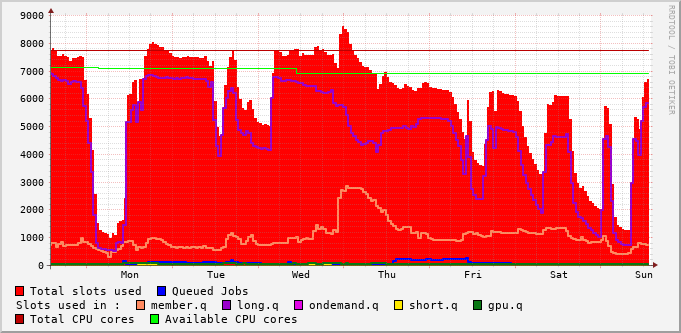 RRDTOOL / TOBI OETIKER
9000
8000
7000
6000
5000
4000
3000
2000
1000
0
Mon Tue Wed Thu Fri Sat Sun
Total slots used Queued Jobs
Slots used in : member.q long.q ondemand.q short.q gpu.q
Total CPU cores Available CPU cores